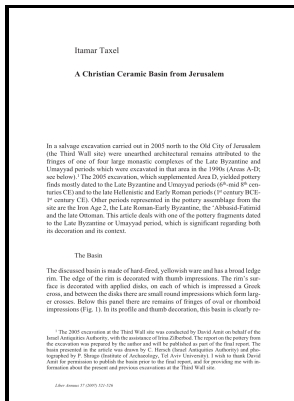 Itamar Taxel
A Christian Ceramic Basin from Jerusalem
In a salvage excavation carried out in 2005 north to the Old City of Jerusalem
(the Third Wall site) were unearthed architectural remains attributed to the
fringes of one of four large monastic complexes of the Late Byzantine and
Umayyad periods which were excavated in that area in the 1990s (Areas A-D;
see below).¹ The 2005 excavation, which supplemented Area D, yielded pottery
finds mostly dated to the Late Byzantine and Umayyad periods (6th-mid 8th cen-
turies CE) and to the late Hellenistic and Early Roman periods (1st century BCE-
1st century CE). Other periods represented in the pottery assemblage from the
site are the Iron Age 2, the Late Roman-Early Byzantine, the ‘Abbasid-Fatimid
and the late Ottoman. This article deals with one of the pottery fragments dated
to the Late Byzantine or Umayyad period, which is significant regarding both
its decoration and its context.
The Basin
The discussed basin is made of hard-fired, yellowish ware and has a broad ledge
rim. The edge of the rim is decorated with thumb impressions. The rim’s sur-
face is decorated with applied disks, on each of which is impressed a Greek
cross, and between the disks there are small round impressions which form larg-
er crosses. Below this panel there are remains of fringes of oval or rhomboid
impressions (Fig. 1). In its profile and thumb decoration, this basin is clearly re-
¹ The 2005 excavation at the Third Wall site was conducted by David Amit on behalf of the
Israel Antiquities Authority, with the assistance of Irina Zilberbod. The report on the pottery from
the excavation was prepared by the author and will be published as part of the final report. The
basin presented in the article was drawn by C. Hersch (Israel Antiquities Authority) and pho-
tographed by P. Shrago (Institute of Archaeology, Tel Aviv University). I wish to thank David
Amit for permission to publish the basin prior to the final report, and for providing me with in-
formation about the present and previous excavations at the Third Wall site.
Liber Annuus 57 (2007) 521-526